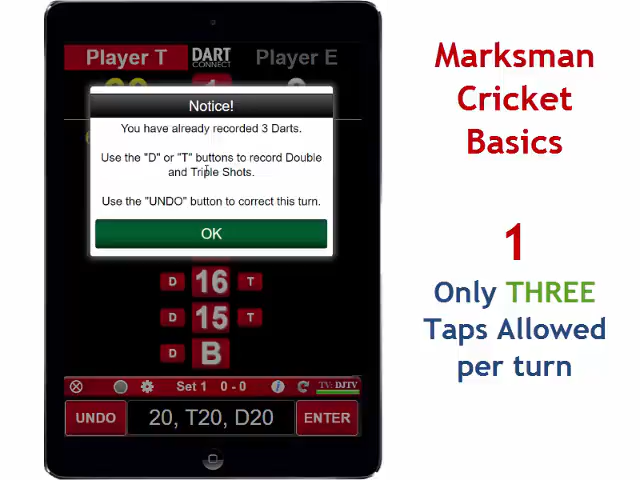 Player T
DART
CONNECT
Player E
Notice!
You have already recorded 3 Darts.
Use the "D" or "T" buttons to record Double
and Triple Shots.
Use the "UNDO" button to correct this turn.
OK
D 16 T
D 15 T
D B
Set 1 0 - 0 i TV: DJTV
UNDO 20, T20, D20 ENTER
Marksman
Cricket
Basics
1
Only THREE
Taps Allowed
per turn